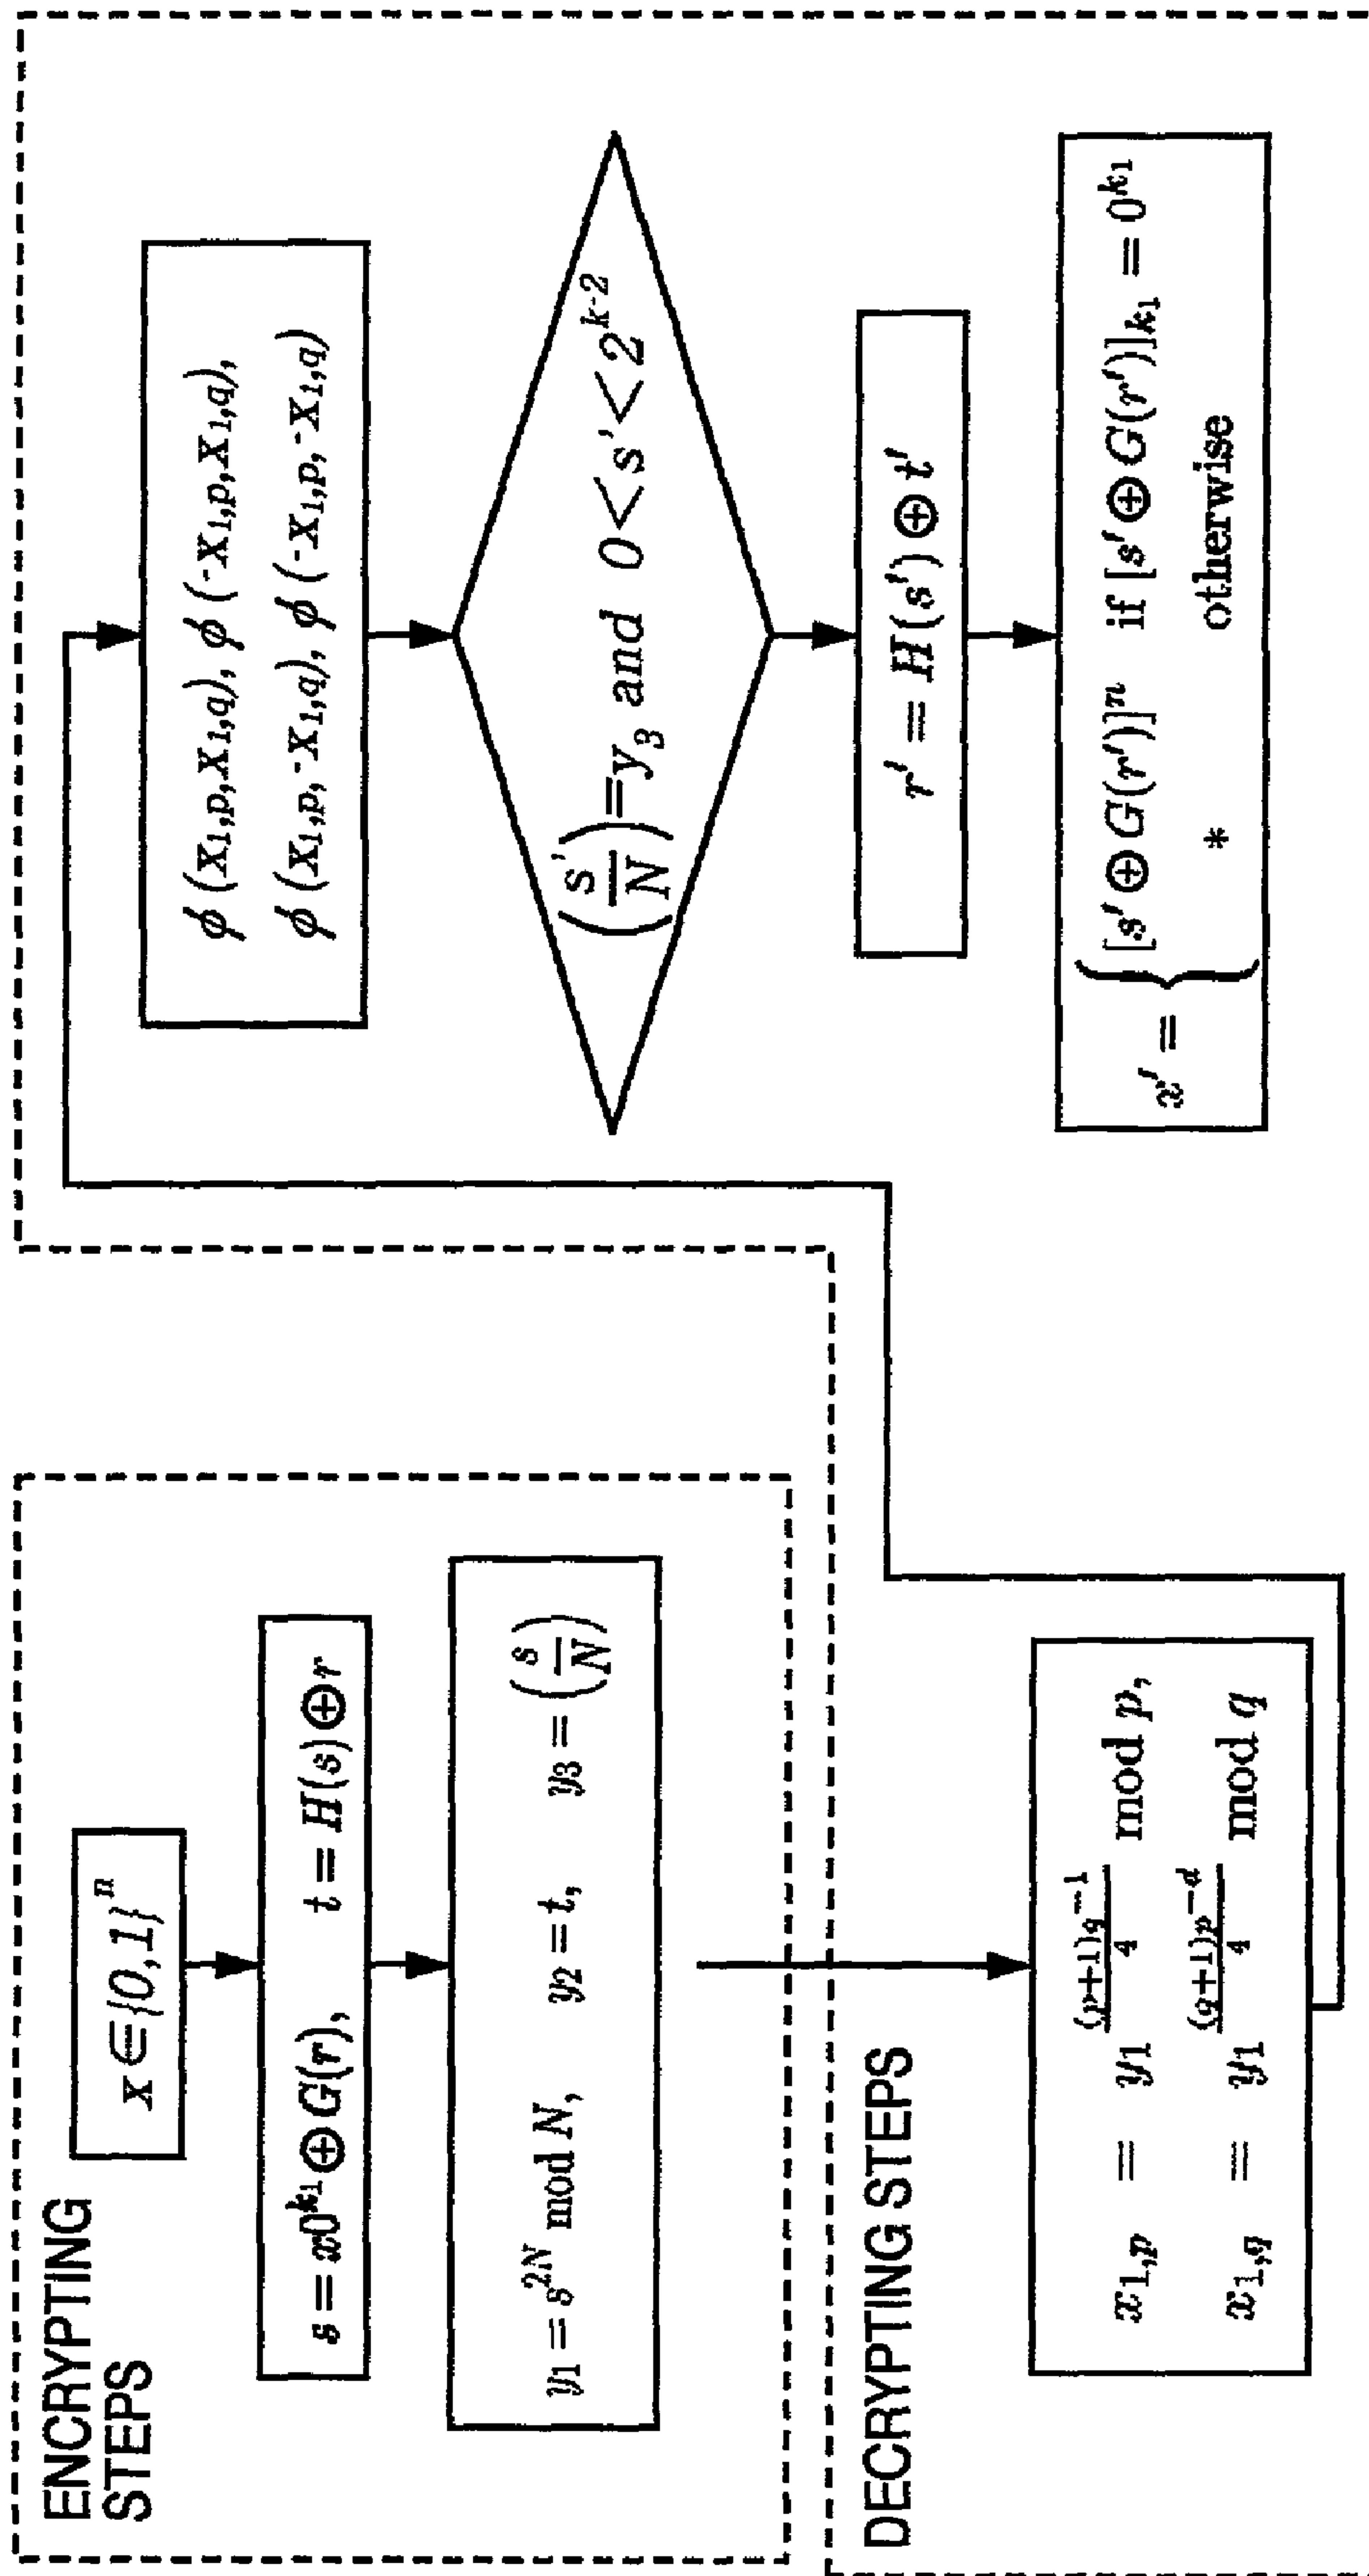 ENCRYPTING
STEPS
x ∈ {0,1}^n
s = x0^{k_1} ⊕ G(r), t = H(s) ⊕ r
y_1 = s^{2N} mod N, y_2 = t, y_3 = (s/N)
DECRYPTING STEPS
x_{1,p} = y_1^{\frac{(p+1)q^{-1}}{4}} mod p,
x_{1,q} = y_1^{\frac{(q+1)p^{-d}}{4}} mod q
ϕ (x_{1,p},x_{1,q}), ϕ (-x_{1,p},x_{1,q}),
ϕ (x_{1,p},-x_{1,q}), ϕ (-x_{1,p},-x_{1,q})
(s'/N) = y_3 and 0<s'<2^{k-2}
r' = H(s') ⊕ t'
x' = { [s' ⊕ G(r')]^n if [s' ⊕ G(r')]_{k_1} = 0^{k_1}
* otherwise